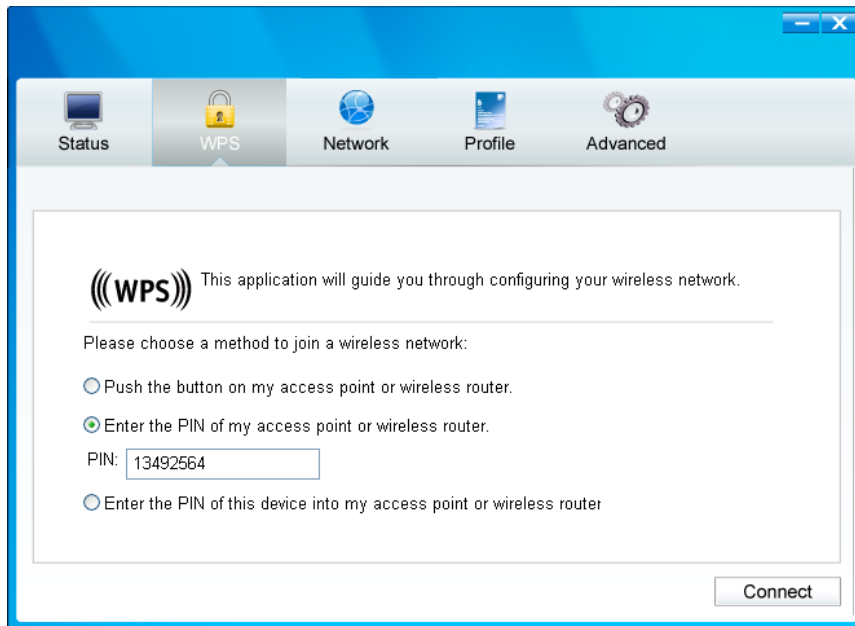 Status WPS Network Profile Advanced
(((WPS))) This application will guide you through configuring your wireless network.
Please choose a method to join a wireless network:
Push the button on my access point or wireless router.
Enter the PIN of my access point or wireless router.
PIN: 13492564
Enter the PIN of this device into my access point or wireless router
Connect